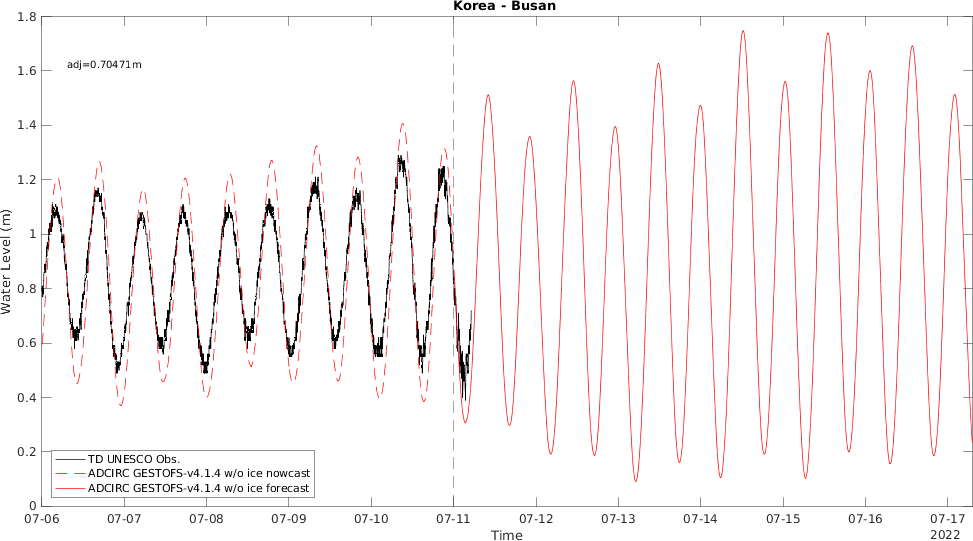 Korea - Busan
1.8
1.6
1.4
1.2
1
0.8
0.6
0.4
0.2
0
Water Level (m)
adj=0.70471m
TD UNESCO Obs.
ADCIRC GESTOFS-v4.1.4 w/o ice nowcast
ADCIRC GESTOFS-v4.1.4 w/o ice forecast
07-06 07-07 07-08 07-09 07-10 07-11 07-12 07-13 07-14 07-15 07-16 07-17
Time
2022